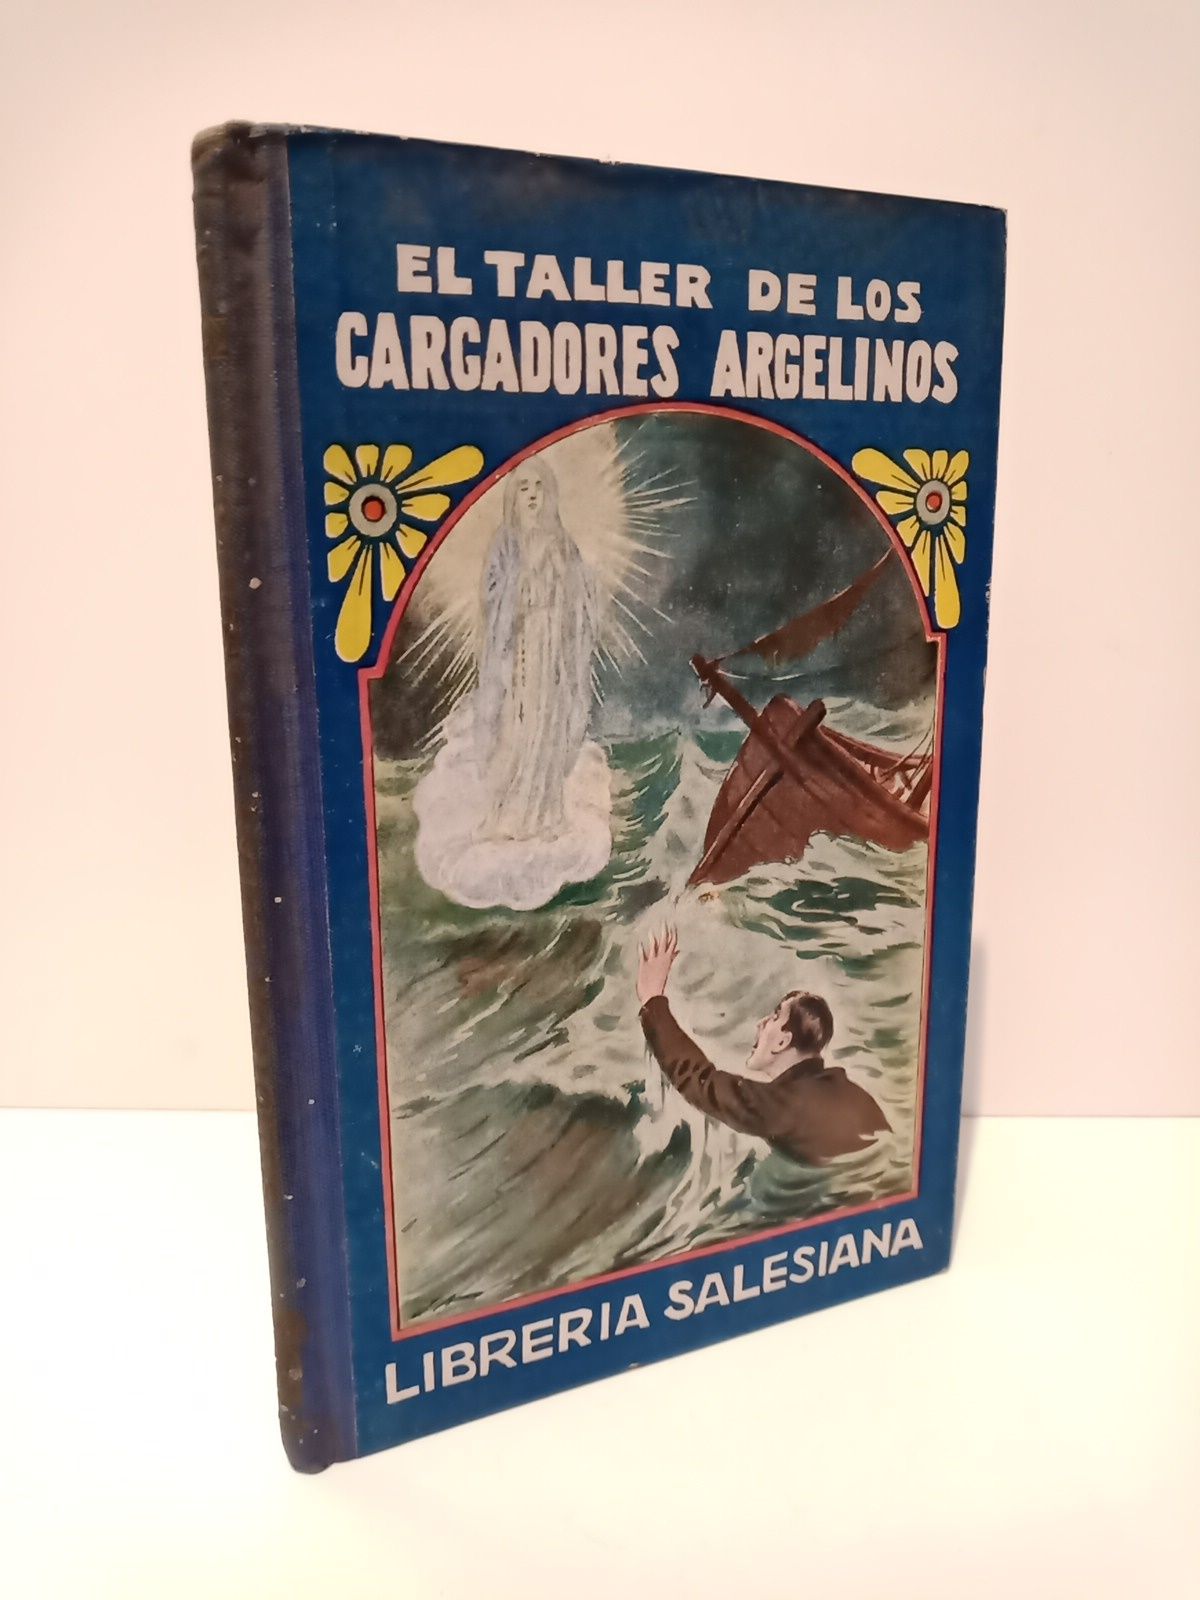 EL TALLER DE LOS
CARGADORES ARGELINOS
LIBRERIA SALESIANA